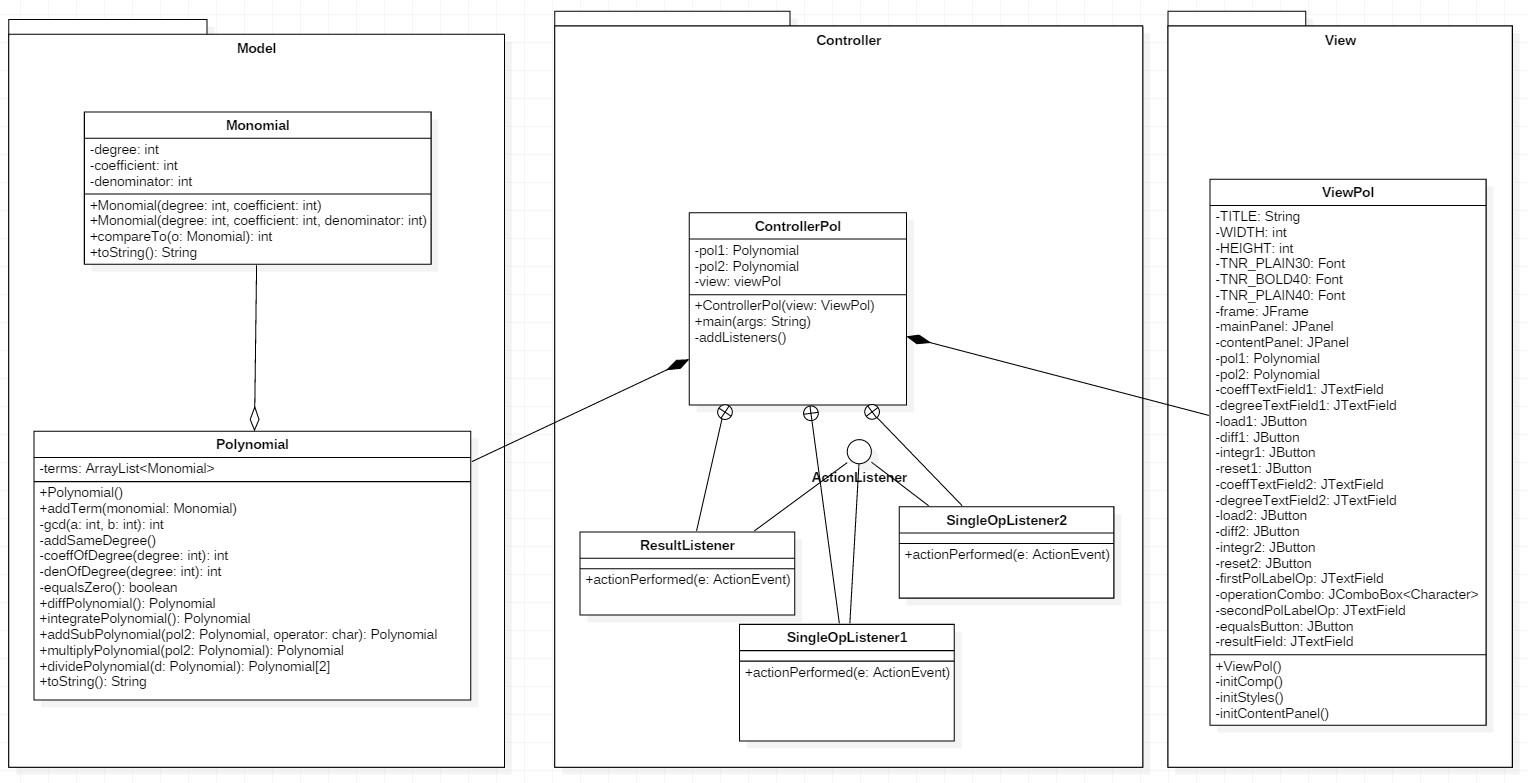 Model
Monomial
-degree: int
-coefficient: int
-denominator: int
+Monomial(degree: int, coefficient: int)
+Monomial(degree: int, coefficient: int, denominator: int)
+compareTo(o: Monomial): int
+toString(): String
Polynomial
-terms: ArrayList<Monomial>
+Polynomial()
+addTerm(monomial: Monomial)
-gcd(a: int, b: int): int
-addSameDegree()
-coeffOfDegree(degree: int): int
-denOfDegree(degree: int): int
-equalsZero(): boolean
+diffPolynomial(): Polynomial
+integratePolynomial(): Polynomial
+addSubPolynomial(pol2: Polynomial, operator: char): Polynomial
+multiplyPolynomial(pol2: Polynomial): Polynomial
+dividePolynomial(d: Polynomial): Polynomial[2]
+toString(): String
Controller
ControllerPol
-pol1: Polynomial
-pol2: Polynomial
-view: viewPol
+ControllerPol(view: ViewPol)
+main(args: String)
-addListeners()
ActionListener
ResultListener
+actionPerformed(e: ActionEvent)
SingleOpListener2
+actionPerformed(e: ActionEvent)
SingleOpListener1
+actionPerformed(e: ActionEvent)
View
ViewPol
-TITLE: String
-WIDTH: int
-HEIGHT: int
-TNR_PLAIN30: Font
-TNR_BOLD40: Font
-TNR_PLAIN40: Font
-frame: JFrame
-mainPanel: JPanel
-contentPanel: JPanel
-pol1: Polynomial
-pol2: Polynomial
-coeffTextField1: JTextField
-degreeTextField1: JTextField
-load1: JButton
-diff1: JButton
-integr1: JButton
-reset1: JButton
-coeffTextField2: JTextField
-degreeTextField2: JTextField
-load2: JButton
-diff2: JButton
-integr2: JButton
-reset2: JButton
-firstPolLabelOp: JTextField
-operationCombo: JComboBox<Character>
-secondPolLabelOp: JTextField
-equalsButton: JButton
-resultField: JTextField
+ViewPol()
-initComp()
-initStyles()
-initContentPanel()